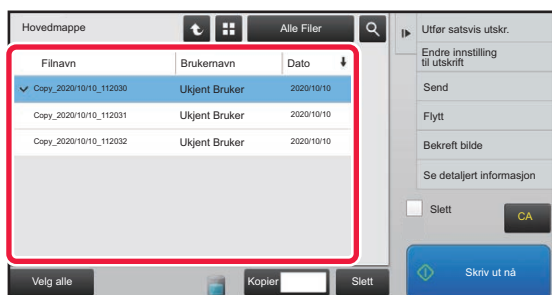 Hovedmappe
Alle Filer
Filnavn Brukernavn Dato
Copy_2020/10/10_112030 Ukjent Bruker 2020/10/10
Copy_2020/10/10_112031 Ukjent Bruker 2020/10/10
Copy_2020/10/10_112032 Ukjent Bruker 2020/10/10
Velg alle
Kopier
Slett
Utfør satsvis utskr.
Endre innstilling
til utskrift
Send
Flytt
Bekreft bilde
Se detaljert informasjon
Slett
CA
Skriv ut nå